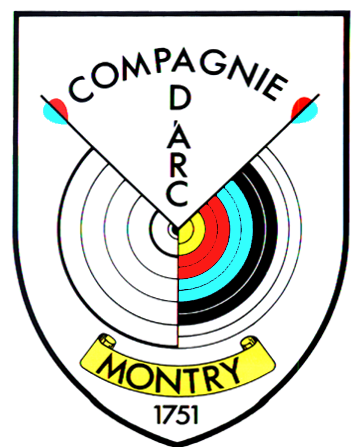 COMPAGNIE
D'ARC
MONTRY
1751